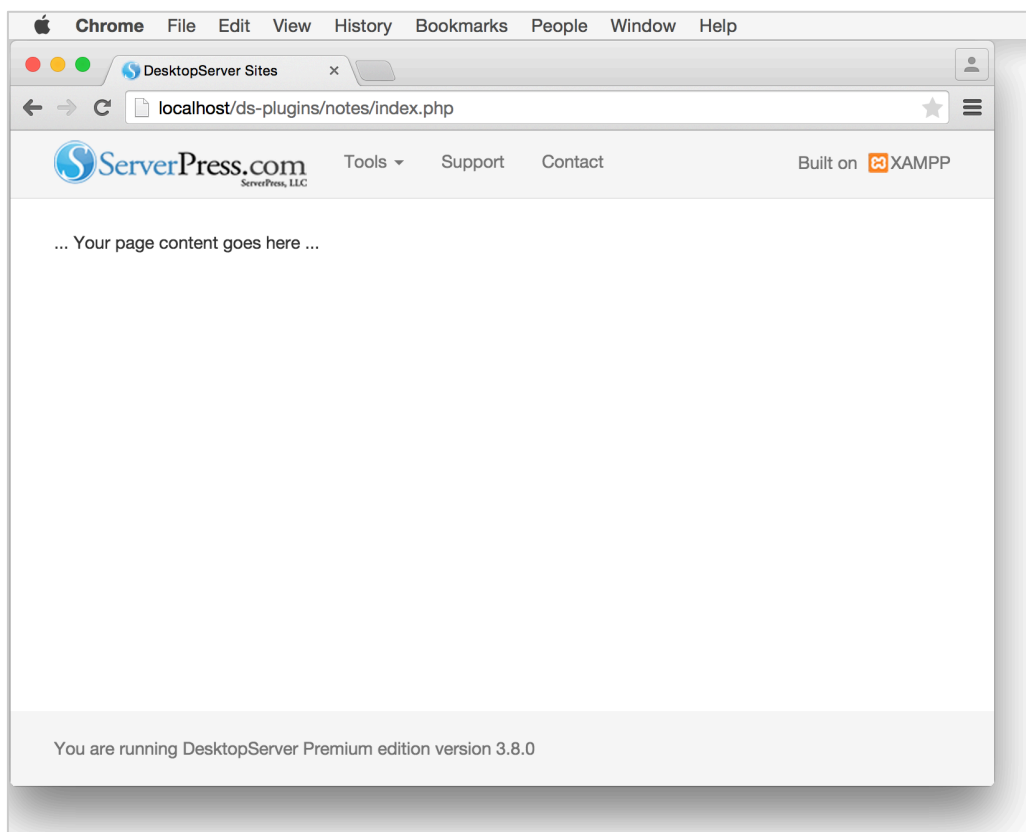 Chrome File Edit View History Bookmarks People Window Help
DesktopServer Sites
localhost/ds-plugins/notes/index.php
ServerPress.com Tools Support Contact Built on XAMPP
ServerPress, LLC
... Your page content goes here ...
You are running DesktopServer Premium edition version 3.8.0